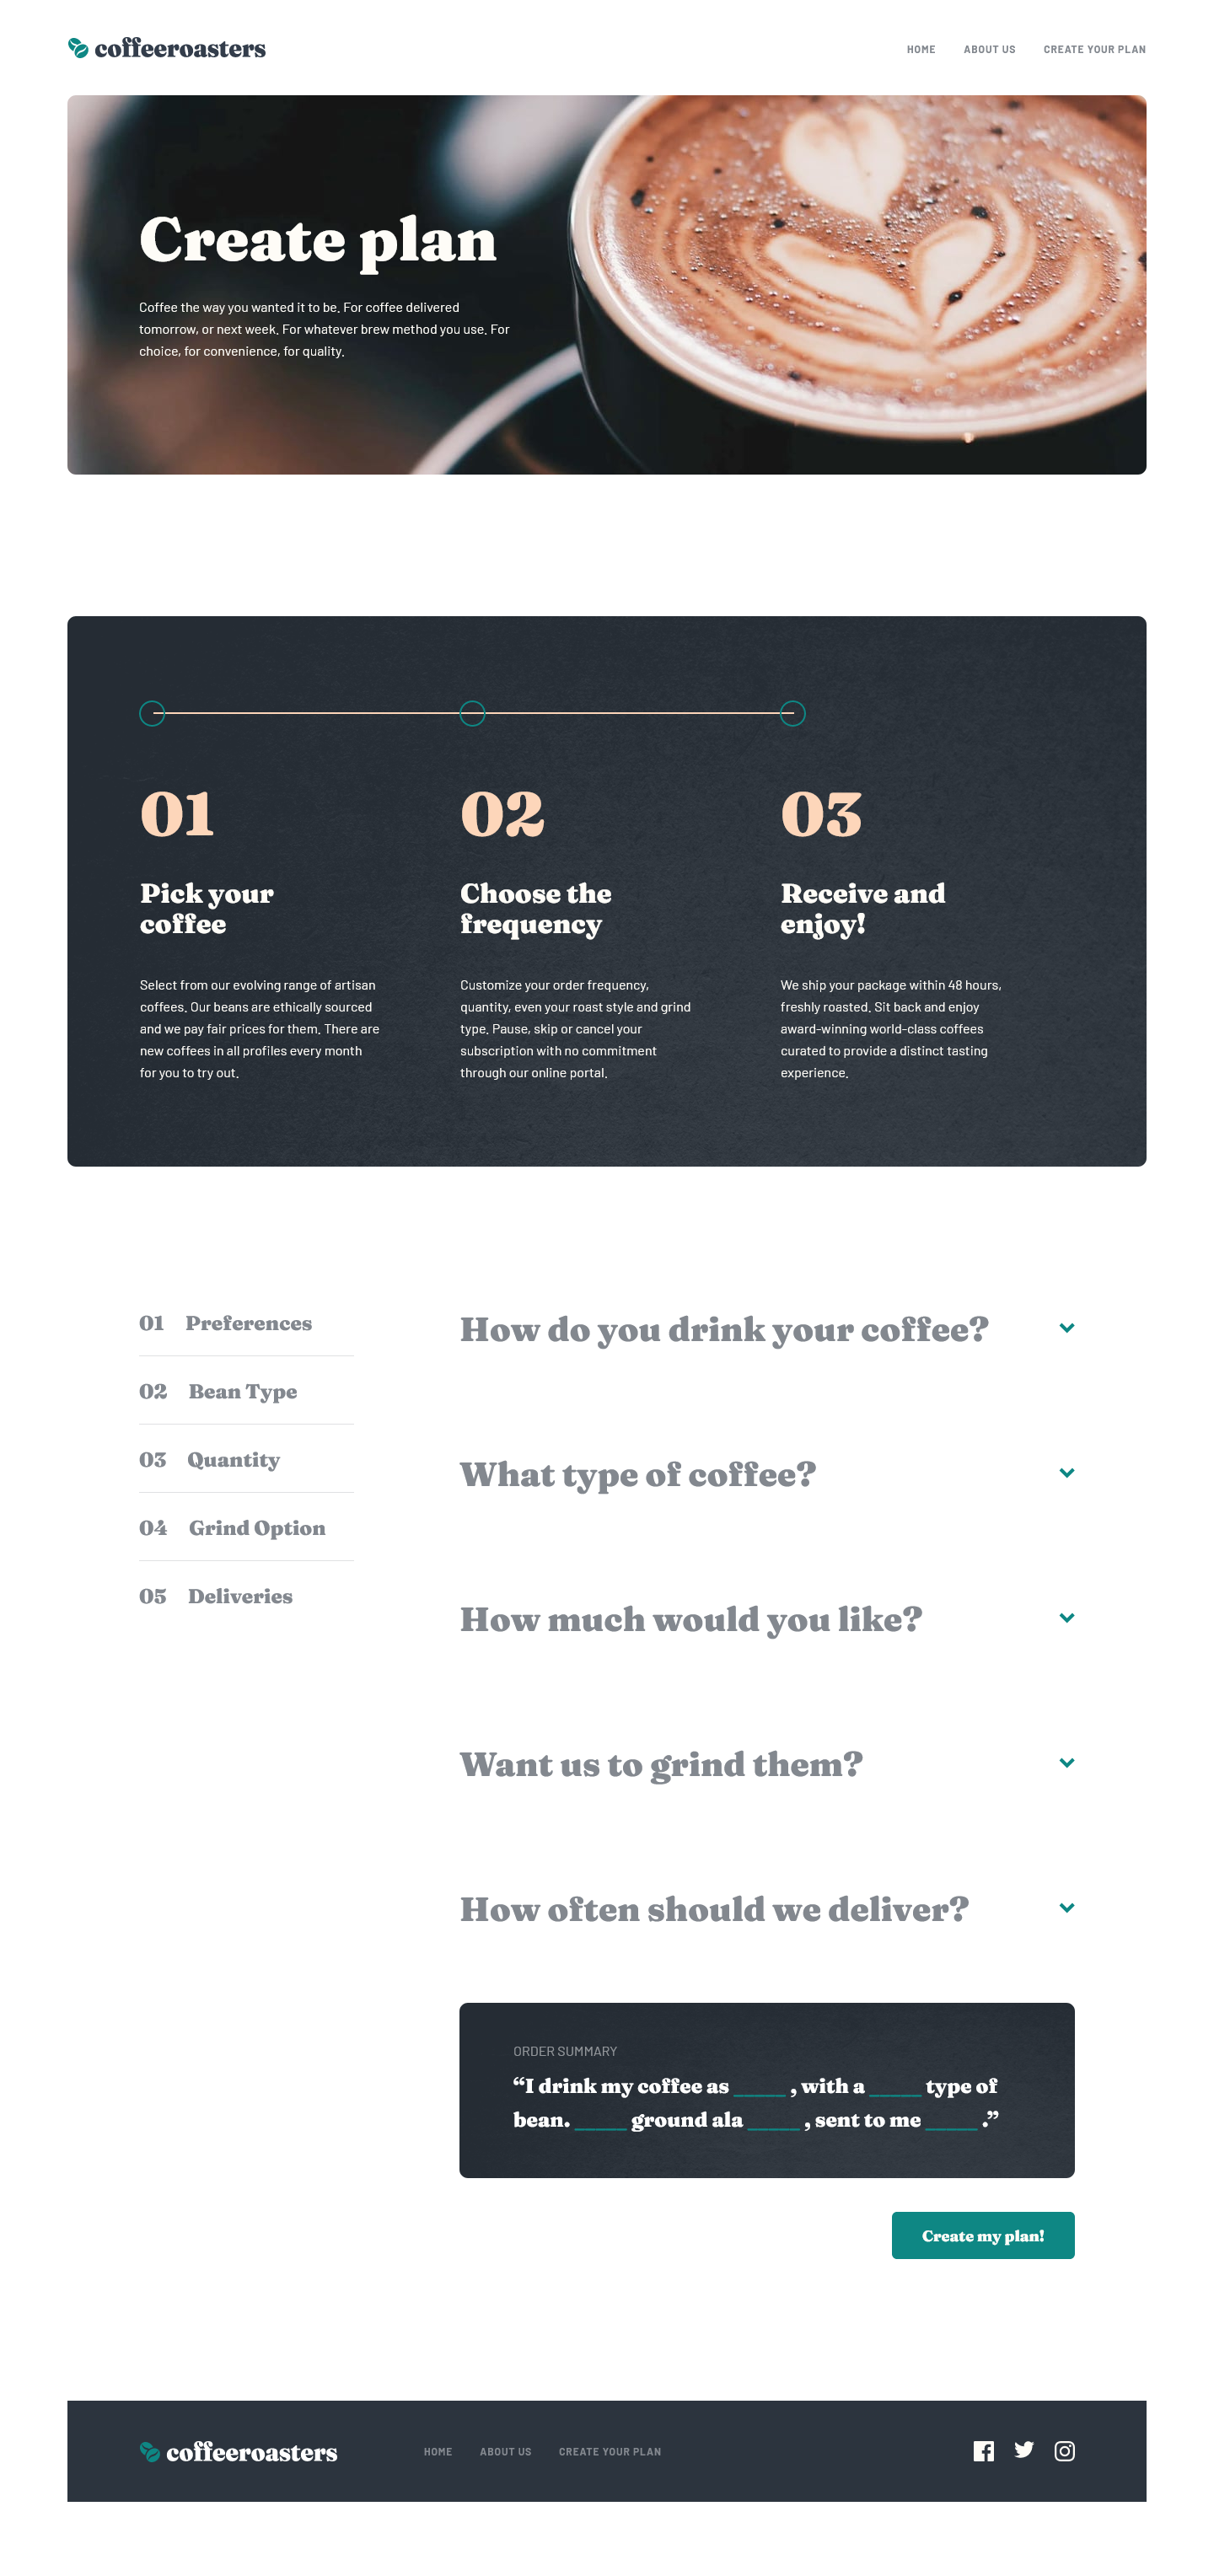 coffeeroasters
HOME ABOUT US CREATE YOUR PLAN
Create plan
Coffee the way you wanted it to be. For coffee delivered
tomorrow, or next week. For whatever brew method you use. For
choice, for convenience, for quality.
01
Pick your
coffee
Select from our evolving range of artisan
coffees. Our beans are ethically sourced
and we pay fair prices for them. There are
new coffees in all profiles every month
for you to try out.
02
Choose the
frequency
Customize your order frequency,
quantity, even your roast style and grind
type. Pause, skip or cancel your
subscription with no commitment
through our online portal.
03
Receive and
enjoy!
We ship your package within 48 hours,
freshly roasted. Sit back and enjoy
award-winning world-class coffees
curated to provide a distinct tasting
experience.
01 Preferences
02 Bean Type
03 Quantity
04 Grind Option
05 Deliveries
How do you drink your coffee?
What type of coffee?
How much would you like?
Want us to grind them?
How often should we deliver?
ORDER SUMMARY
“I drink my coffee as _____ , with a _____ type of
bean. _____ ground ala _____ , sent to me _____ .”
Create my plan!
coffeeroasters
HOME ABOUT US CREATE YOUR PLAN